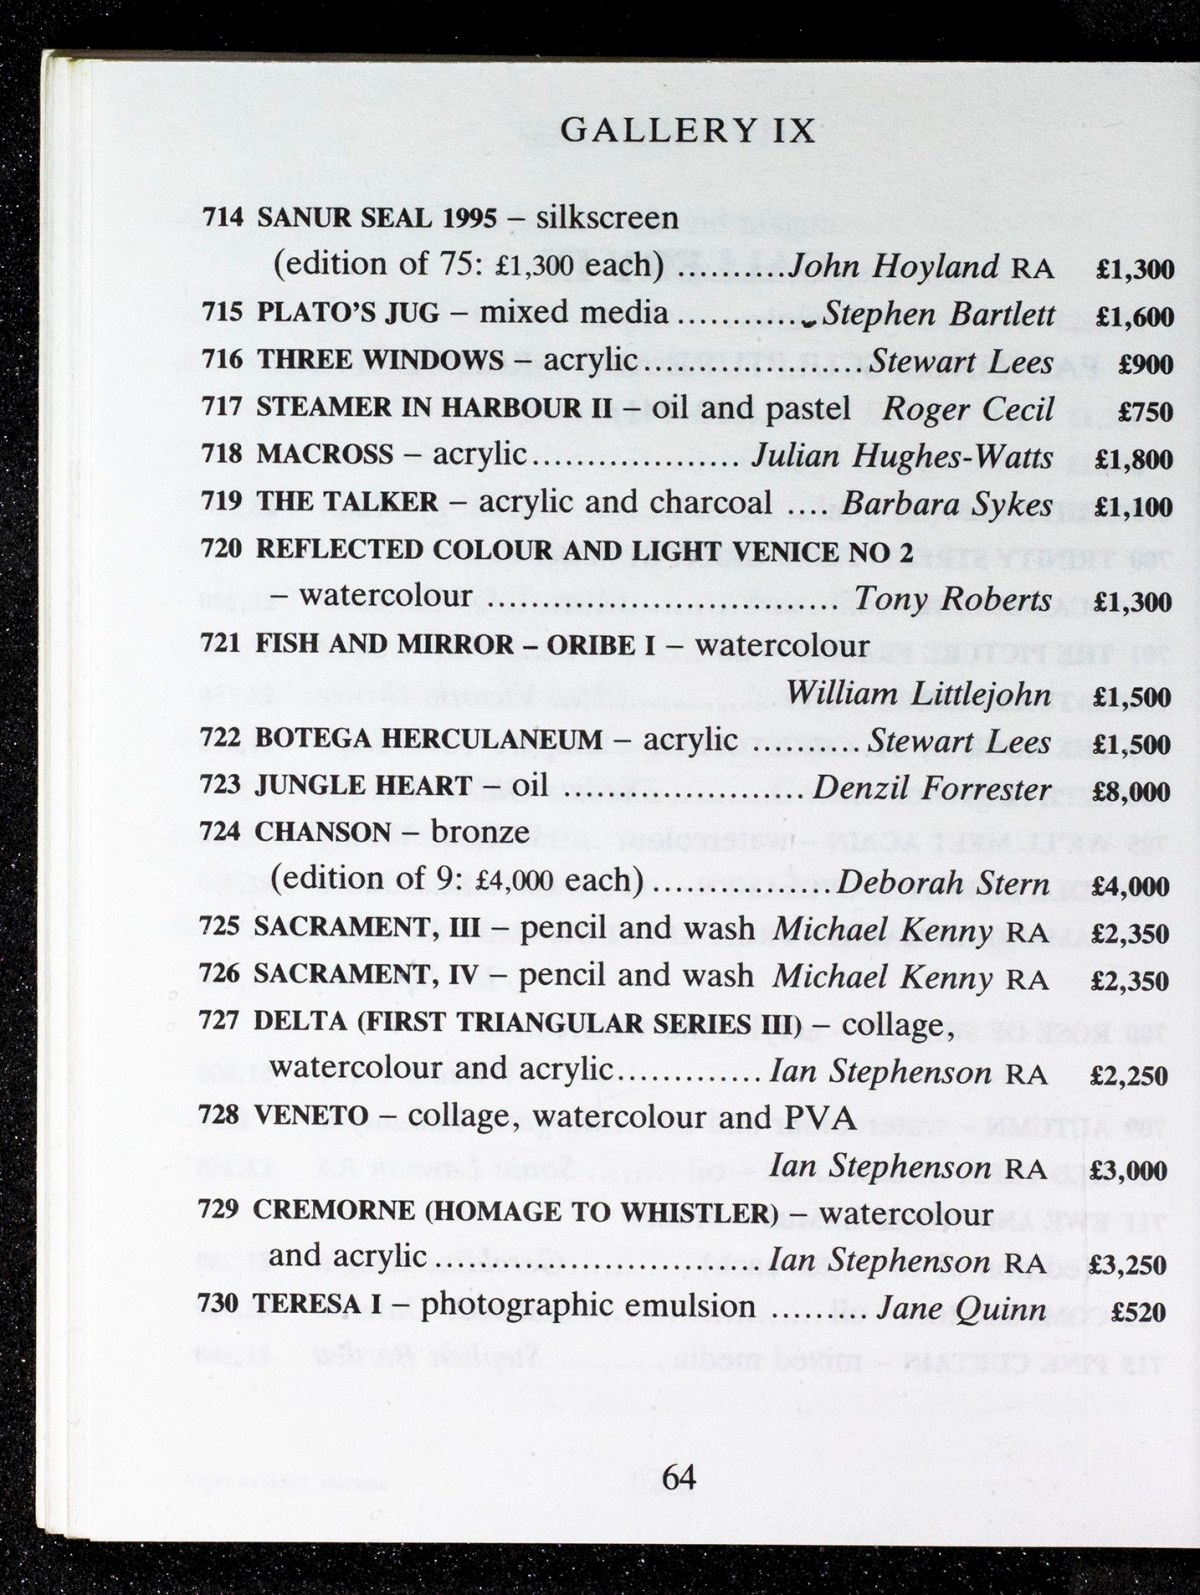 GALLERY IX
714 SANUR SEAL 1995 – silkscreen
(edition of 75: £1,300 each) ..........John Hoyland RA £1,300
715 PLATO'S JUG – mixed media .............Stephen Bartlett £1,600
716 THREE WINDOWS – acrylic....................Stewart Lees £900
717 STEAMER IN HARBOUR II – oil and pastel Roger Cecil £750
718 MACROSS – acrylic................... Julian Hughes-Watts £1,800
719 THE TALKER – acrylic and charcoal .... Barbara Sykes £1,100
720 REFLECTED COLOUR AND LIGHT VENICE NO 2
– watercolour ................................ Tony Roberts £1,300
721 FISH AND MIRROR – ORIBE I – watercolour
William Littlejohn £1,500
722 BOTEGA HERCULANEUM – acrylic .......... Stewart Lees £1,500
723 JUNGLE HEART – oil ...................... Denzil Forrester £8,000
724 CHANSON – bronze
(edition of 9: £4,000 each) ................Deborah Stern £4,000
725 SACRAMENT, III – pencil and wash Michael Kenny RA £2,350
726 SACRAMENT, IV – pencil and wash Michael Kenny RA £2,350
727 DELTA (FIRST TRIANGULAR SERIES III) – collage,
watercolour and acrylic............. Ian Stephenson RA £2,250
728 VENETO – collage, watercolour and PVA
Ian Stephenson RA £3,000
729 CREMORNE (HOMAGE TO WHISTLER) – watercolour
and acrylic ............................. Ian Stephenson RA £3,250
730 TERESA I – photographic emulsion ......... Jane Quinn £520
64